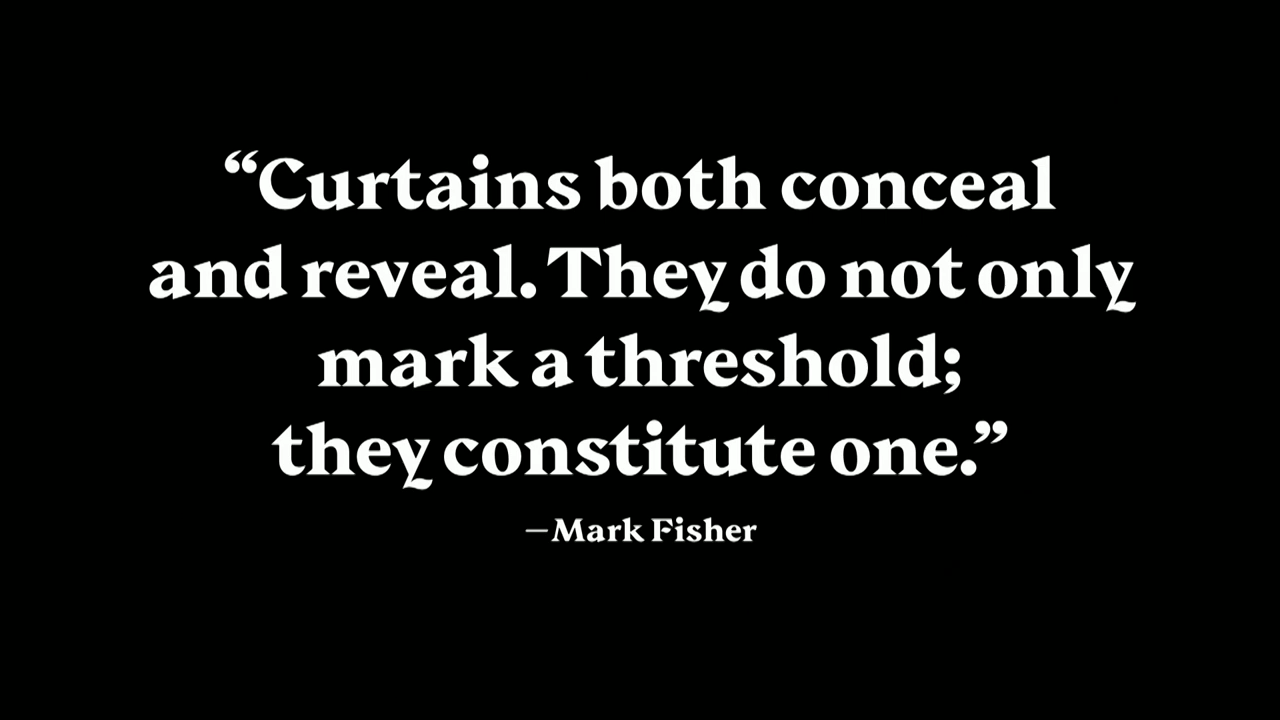 “Curtains both conceal
and reveal. They do not only
mark a threshold;
they constitute one.”
—Mark Fisher